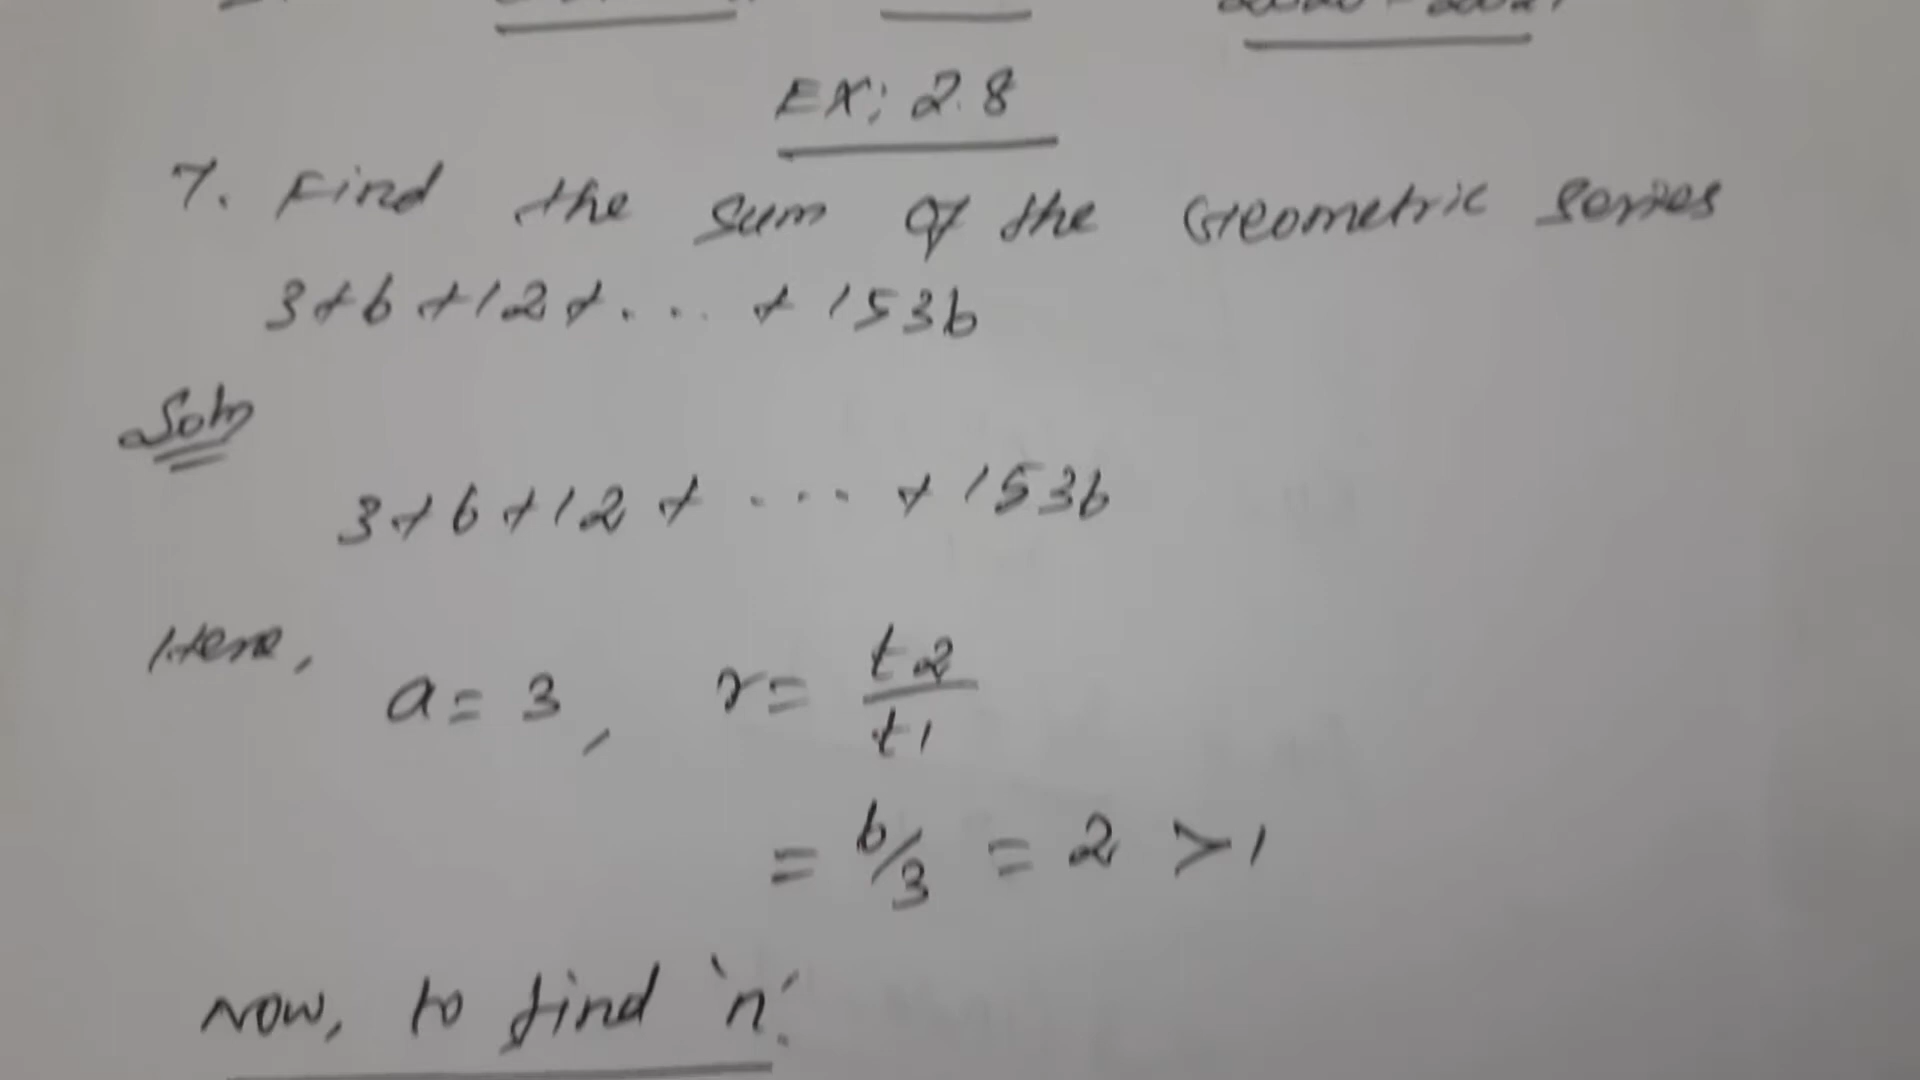 Ex: 2.8
7. Find the sum of the Geometric series
3+6+12+... + 1536
Soln
3+6+12+ .... + 1536
Here,
a = 3, r = t2/t1
= 6/3 = 2 > 1
Now, to find 'n'.